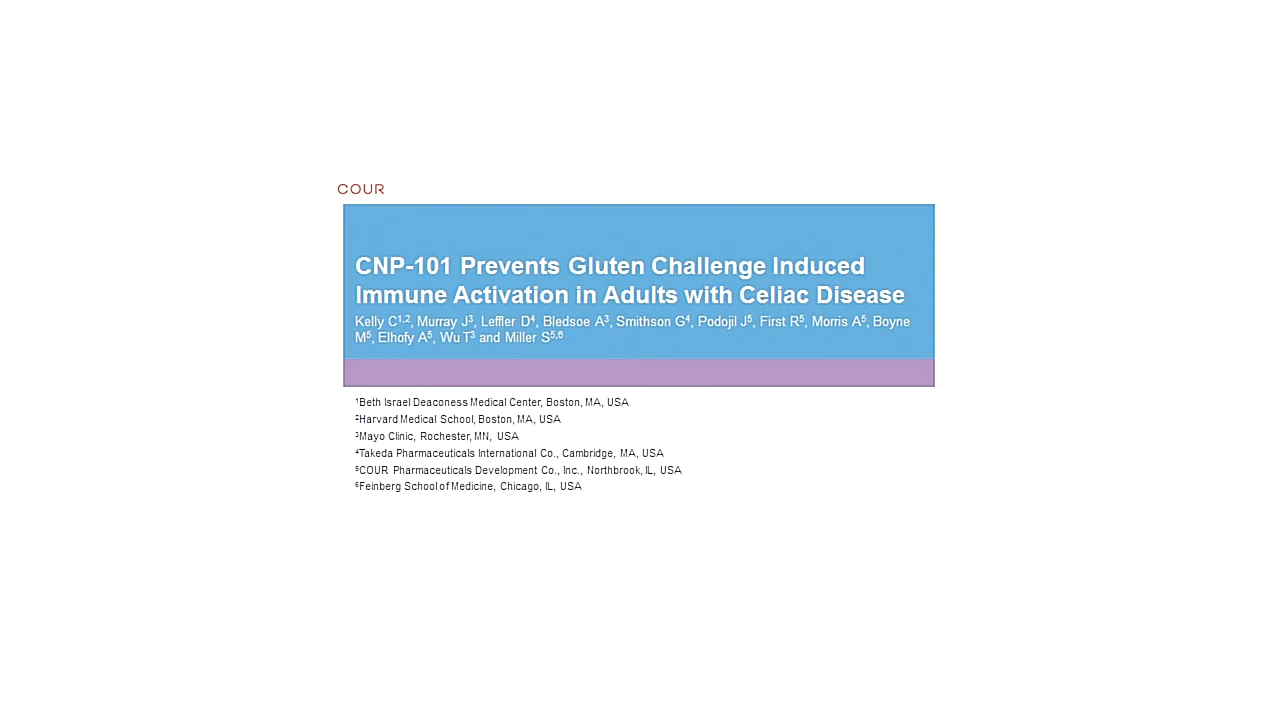 COUR
CNP-101 Prevents Gluten Challenge Induced
Immune Activation in Adults with Celiac Disease
Kelly C¹˒², Murray J³, Leffler D⁴, Bledsoe A³, Smithson G⁴, Podojil J⁵, First R⁵, Morris A⁵, Boyne
M⁵, Elhofy A⁵, Wu T³ and Miller S⁵˒⁶
¹Beth Israel Deaconess Medical Center, Boston, MA, USA
²Harvard Medical School, Boston, MA, USA
³Mayo Clinic, Rochester, MN, USA
⁴Takeda Pharmaceuticals International Co., Cambridge, MA, USA
⁵COUR Pharmaceuticals Development Co., Inc., Northbrook, IL, USA
⁶Feinberg School of Medicine, Chicago, IL, USA